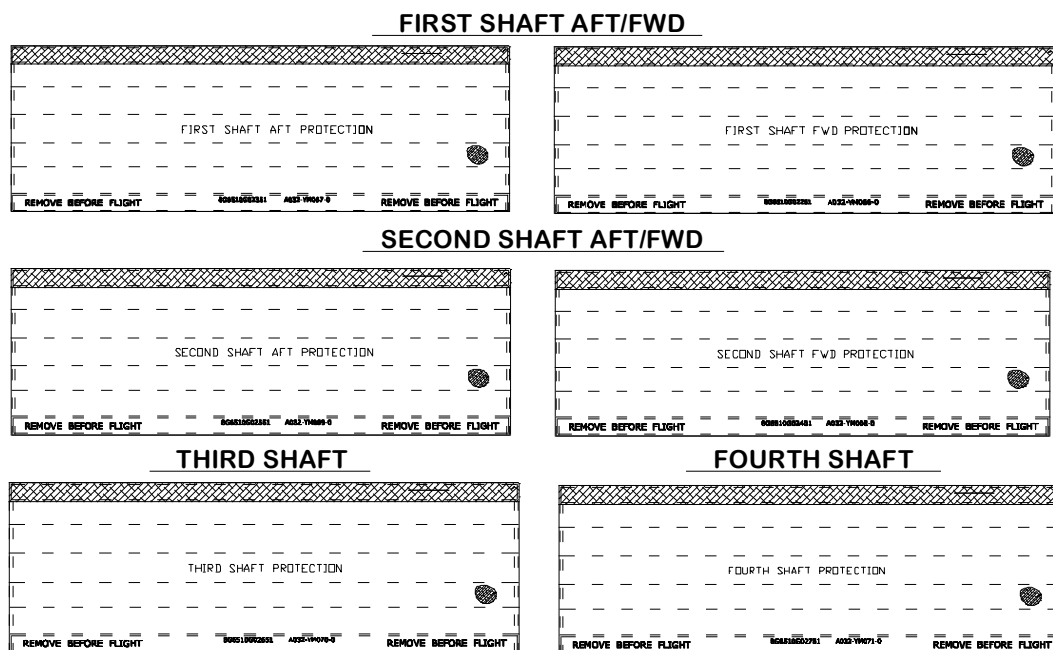 FIRST SHAFT AFT/FWD
FIRST SHAFT AFT PROTECTION
REMOVE BEFORE FLIGHT REMOVE BEFORE FLIGHT
FIRST SHAFT FWD PROTECTION
REMOVE BEFORE FLIGHT REMOVE BEFORE FLIGHT
SECOND SHAFT AFT/FWD
SECOND SHAFT AFT PROTECTION
REMOVE BEFORE FLIGHT REMOVE BEFORE FLIGHT
SECOND SHAFT FWD PROTECTION
REMOVE BEFORE FLIGHT REMOVE BEFORE FLIGHT
THIRD SHAFT
THIRD SHAFT PROTECTION
REMOVE BEFORE FLIGHT REMOVE BEFORE FLIGHT
FOURTH SHAFT
FOURTH SHAFT PROTECTION
REMOVE BEFORE FLIGHT A032-YM071-0 REMOVE BEFORE FLIGHT